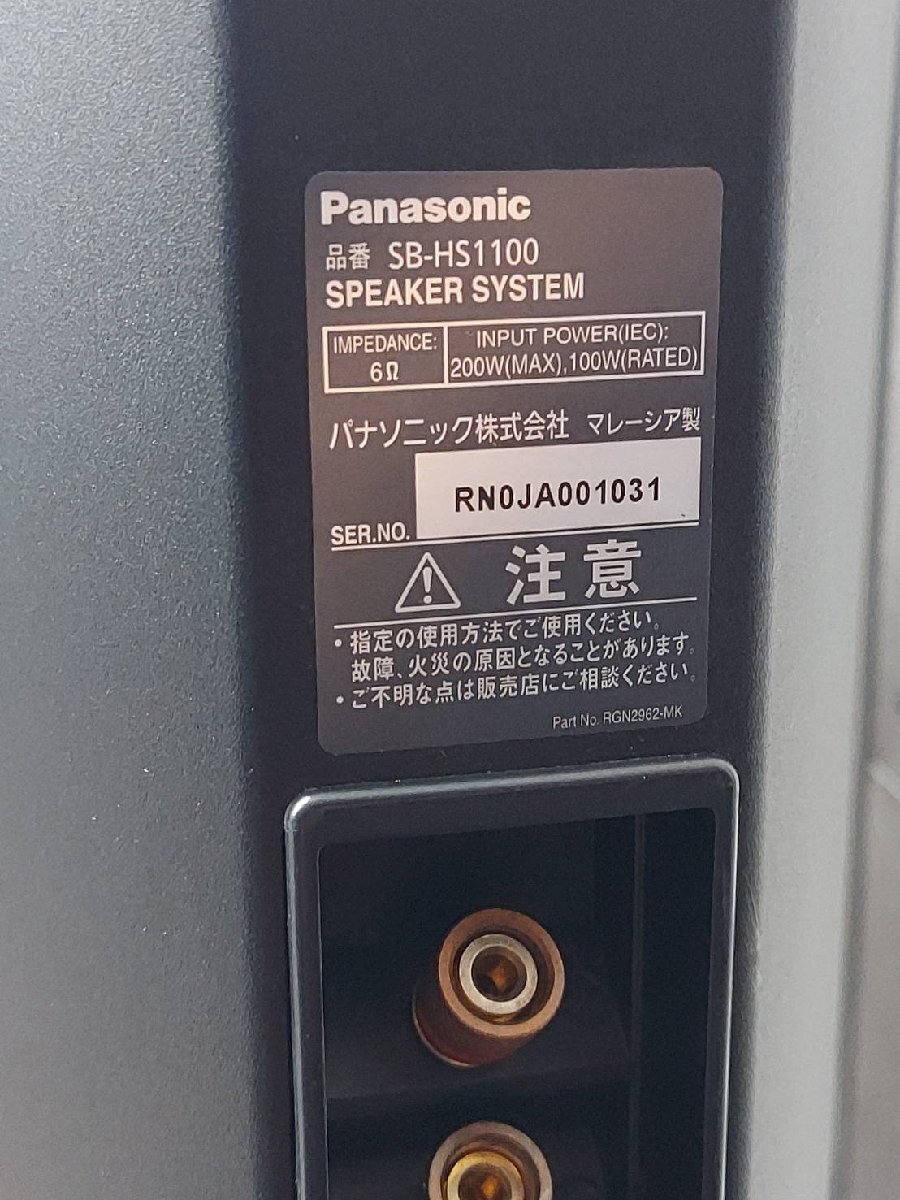 Panasonic
品番 SB-HS1100
SPEAKER SYSTEM
IMPEDANCE:
6Ω
INPUT POWER(IEC):
200W(MAX),100W(RATED)
パナソニック株式会社 マレーシア製
RN0JA001031
SER.NO.
注意
・指定の使用方法でご使用ください。
故障、火災の原因となることがあります。
・ご不明な点は販売店にご相談ください。
Part No. RGN2962-MK